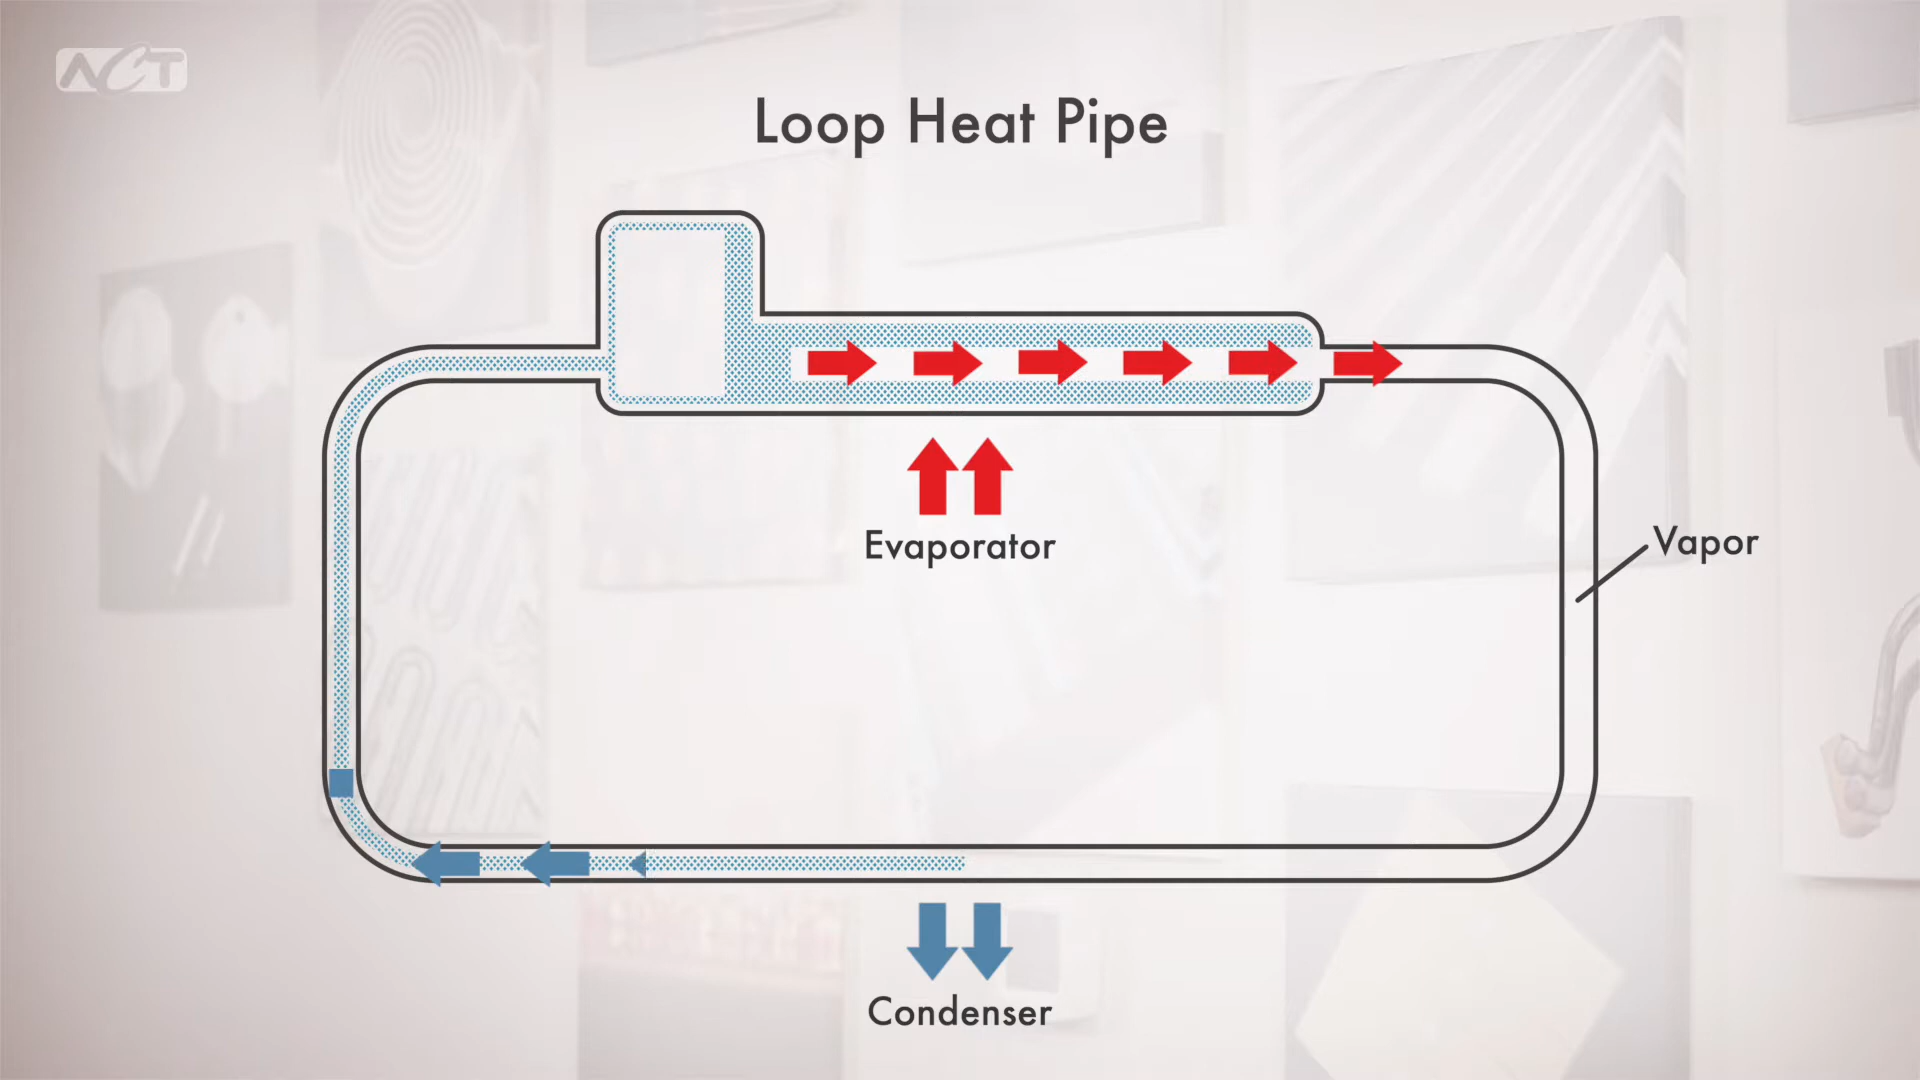 ACT
Loop Heat Pipe
Evaporator
Vapor
Condenser